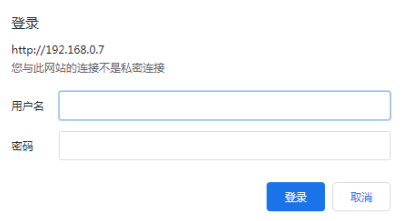 登录
http://192.168.0.7
您与此网站的连接不是私密连接
用户名
密码
登录 取消